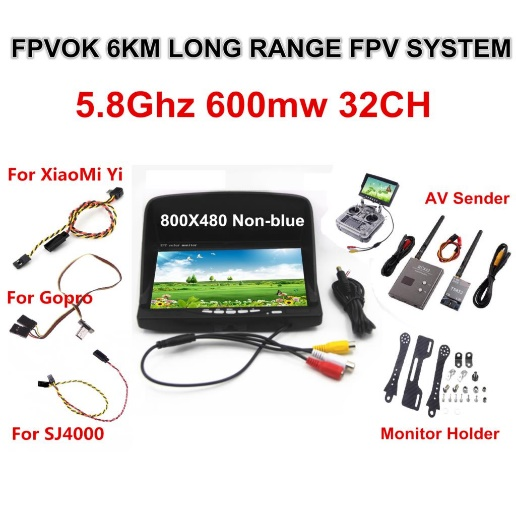 FPVOK 6KM LONG RANGE FPV SYSTEM
5.8Ghz 600mw 32CH
For XiaoMi Yi
800X480 Non-blue
AV Sender
For Gopro
For SJ4000
Monitor Holder